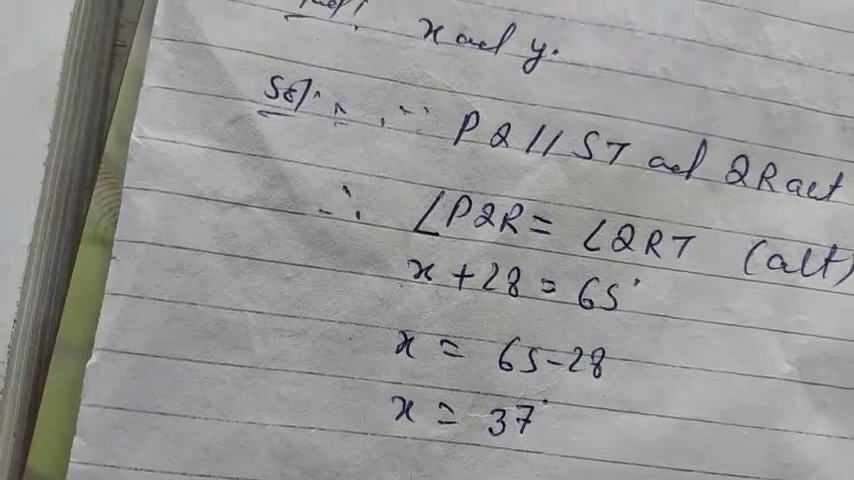 x and y.
Sol:- ∵ PQ // ST and QR act
∴ ∠PQR = ∠QRT (alt)
x + 28 = 65°
x = 65-28
x = 37°